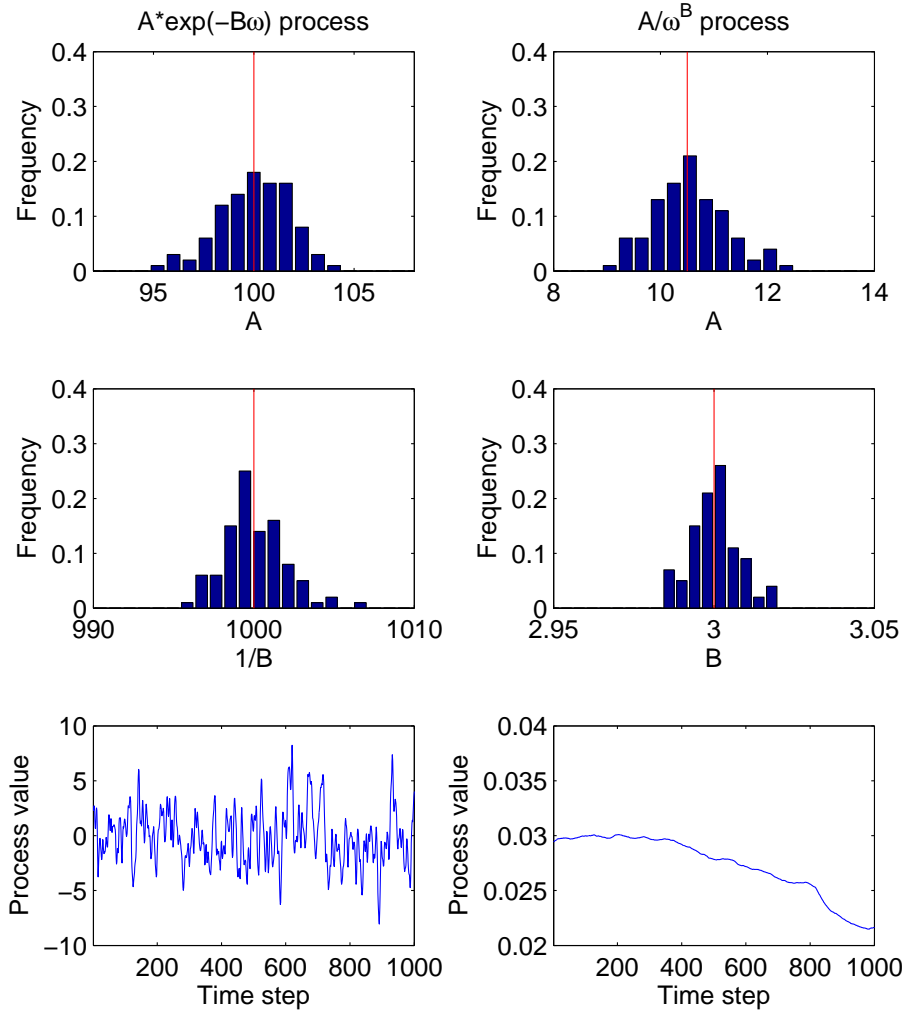 A*exp(−Bω) process
0.4
0.3
0.2
0.1
0
Frequency
95 100 105
A
A/ω^B process
0.4
0.3
0.2
0.1
0
Frequency
8 10 12 14
A
0.4
0.3
0.2
0.1
0
Frequency
990 1000 1010
1/B
0.4
0.3
0.2
0.1
0
Frequency
2.95 3 3.05
B
10
5
0
−5
−10
Process value
200 400 600 800 1000
Time step
0.04
0.035
0.03
0.025
0.02
Process value
200 400 600 800 1000
Time step